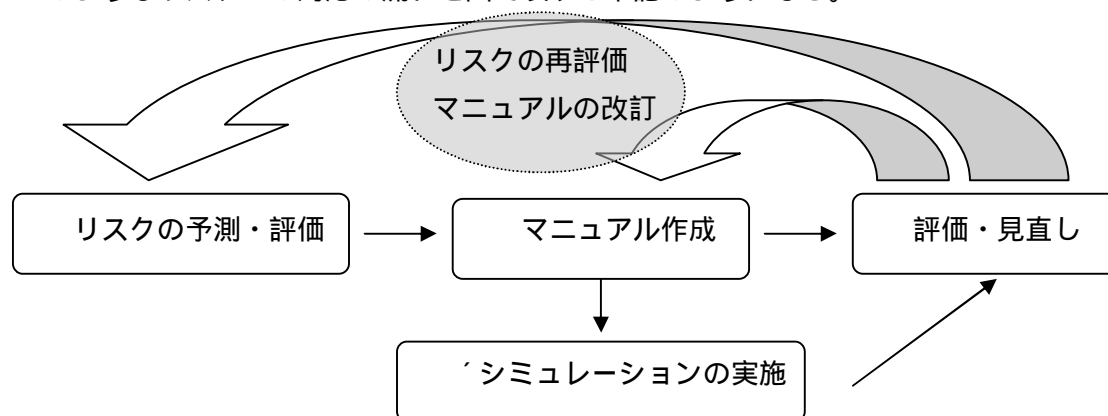 リスクの再評価
マニュアルの改訂
リスクの予測・評価
マニュアル作成
評価・見直し
´シミュレーションの実施